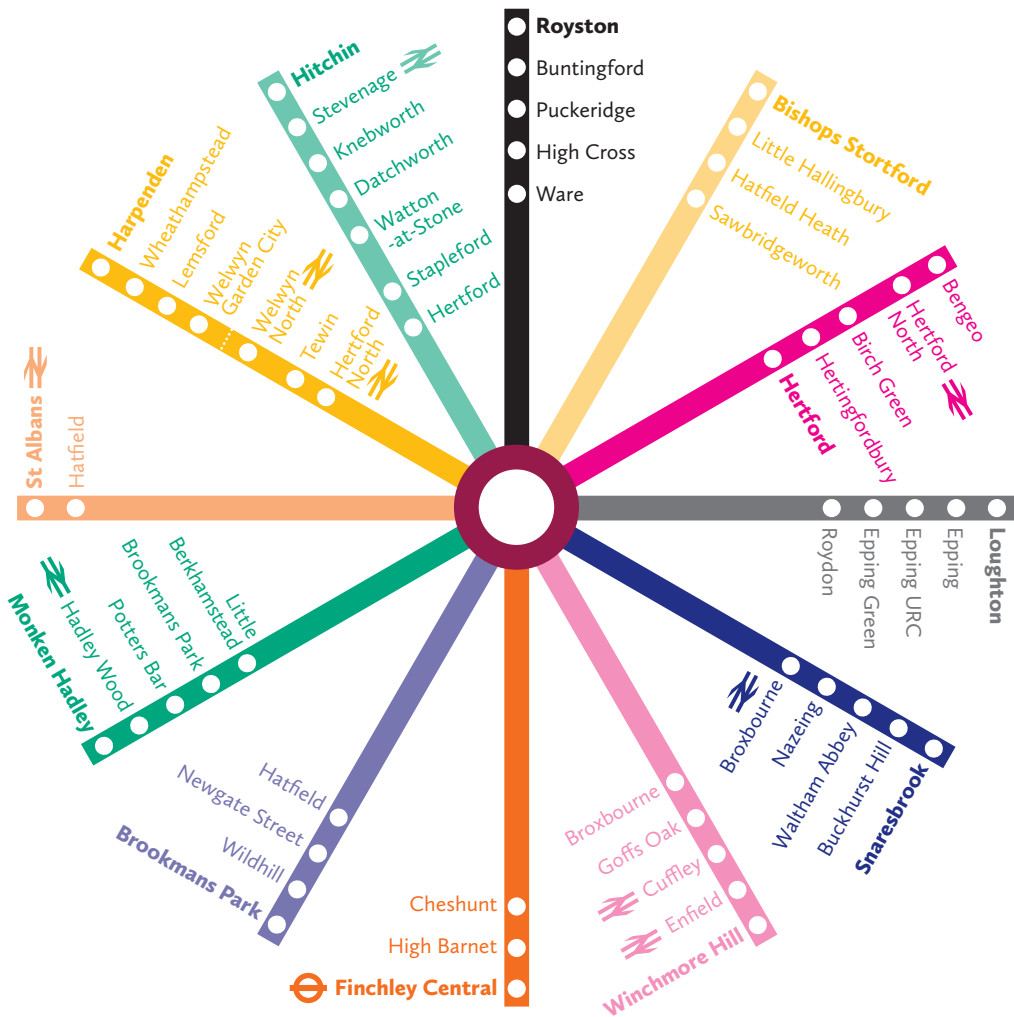 Royston
Buntingford
Puckeridge
High Cross
Ware
Bishops Stortford
Little Hallingbury
Hatfield Heath
Sawbridgeworth
Bengeo
Hertford
North
Birch Green
Hertingfordbury
Hertford
Roydon
Epping Green
Epping URC
Epping
Loughton
Broxbourne
Nazeing
Waltham Abbey
Buckhurst Hill
Snaresbrook
Broxbourne
Goffs Oak
Cuffley
Enfield
Winchmore Hill
Cheshunt
High Barnet
Finchley Central
Hatfield
Newgate Street
Wildhill
Brookmans Park
Little
Berkhamstead
Brookmans Park
Potters Bar
Hadley Wood
Monken Hadley
St Albans
Hatfield
Harpenden
Wheathampstead
Lemsford
Welwyn
Garden City
Welwyn
North
Tewin
Hertford
North
Hitchin
Stevenage
Knebworth
Datchworth
Watton
-at-Stone
Stapleford
Hertford